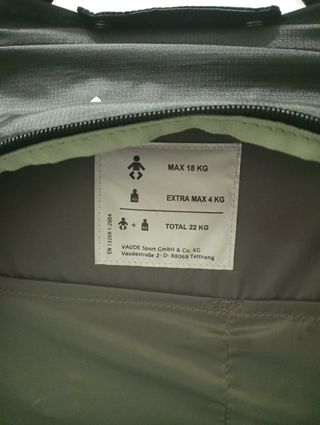 MAX 18 KG
EXTRA MAX 4 KG
TOTAL 22 KG
EN 13209-1:2004
VAUDE Sport GmbH & Co. KG
Vaudestraße 2- D- 88069 Tettnang